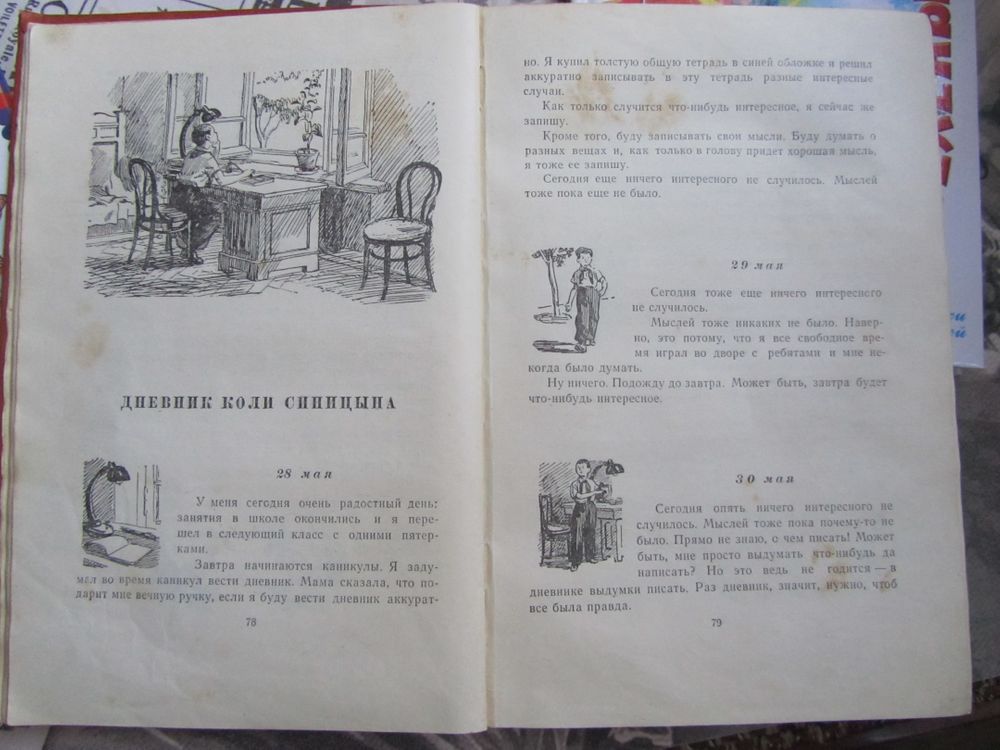 ДНЕВНИК КОЛИ СИНИЦЫНА
28 мая
У меня сегодня очень радостный день:
занятия в школе окончились и я пере-
шел в следующий класс с одними пятер-
ками.
Завтра начинаются каникулы. Я заду-
мал во время каникул вести дневник. Мама сказала, что по-
дарит мне вечную ручку, если я буду вести дневник аккурат-
78
но. Я купил толстую общую тетрадь в синей обложке и решил
аккуратно записывать в эту тетрадь разные интересные
случаи.
Как только случится что-нибудь интересное, я сейчас же
запишу.
Кроме того, буду записывать свои мысли. Буду думать о
разных вещах и, как только в голову придет хорошая мысль,
я тоже ее запишу.
Сегодня еще ничего интересного не случилось. Мыслей
тоже пока еще не было.
29 мая
Сегодня тоже еще ничего интересного
не случилось.
Мыслей тоже никаких не было. Навер-
но, это потому, что я все свободное вре-
мя играл во дворе с ребятами и мне не-
когда было думать.
Ну ничего. Подожду до завтра. Может быть, завтра будет
что-нибудь интересное.
30 мая
Сегодня опять ничего интересного не
случилось. Мыслей тоже пока почему-то не
было. Прямо не знаю, о чем писать! Может
быть, мне просто выдумать что-нибудь да
написать? Но это ведь не годится — в
дневнике выдумки писать. Раз дневник, значит, нужно, чтоб
все была правда.
79